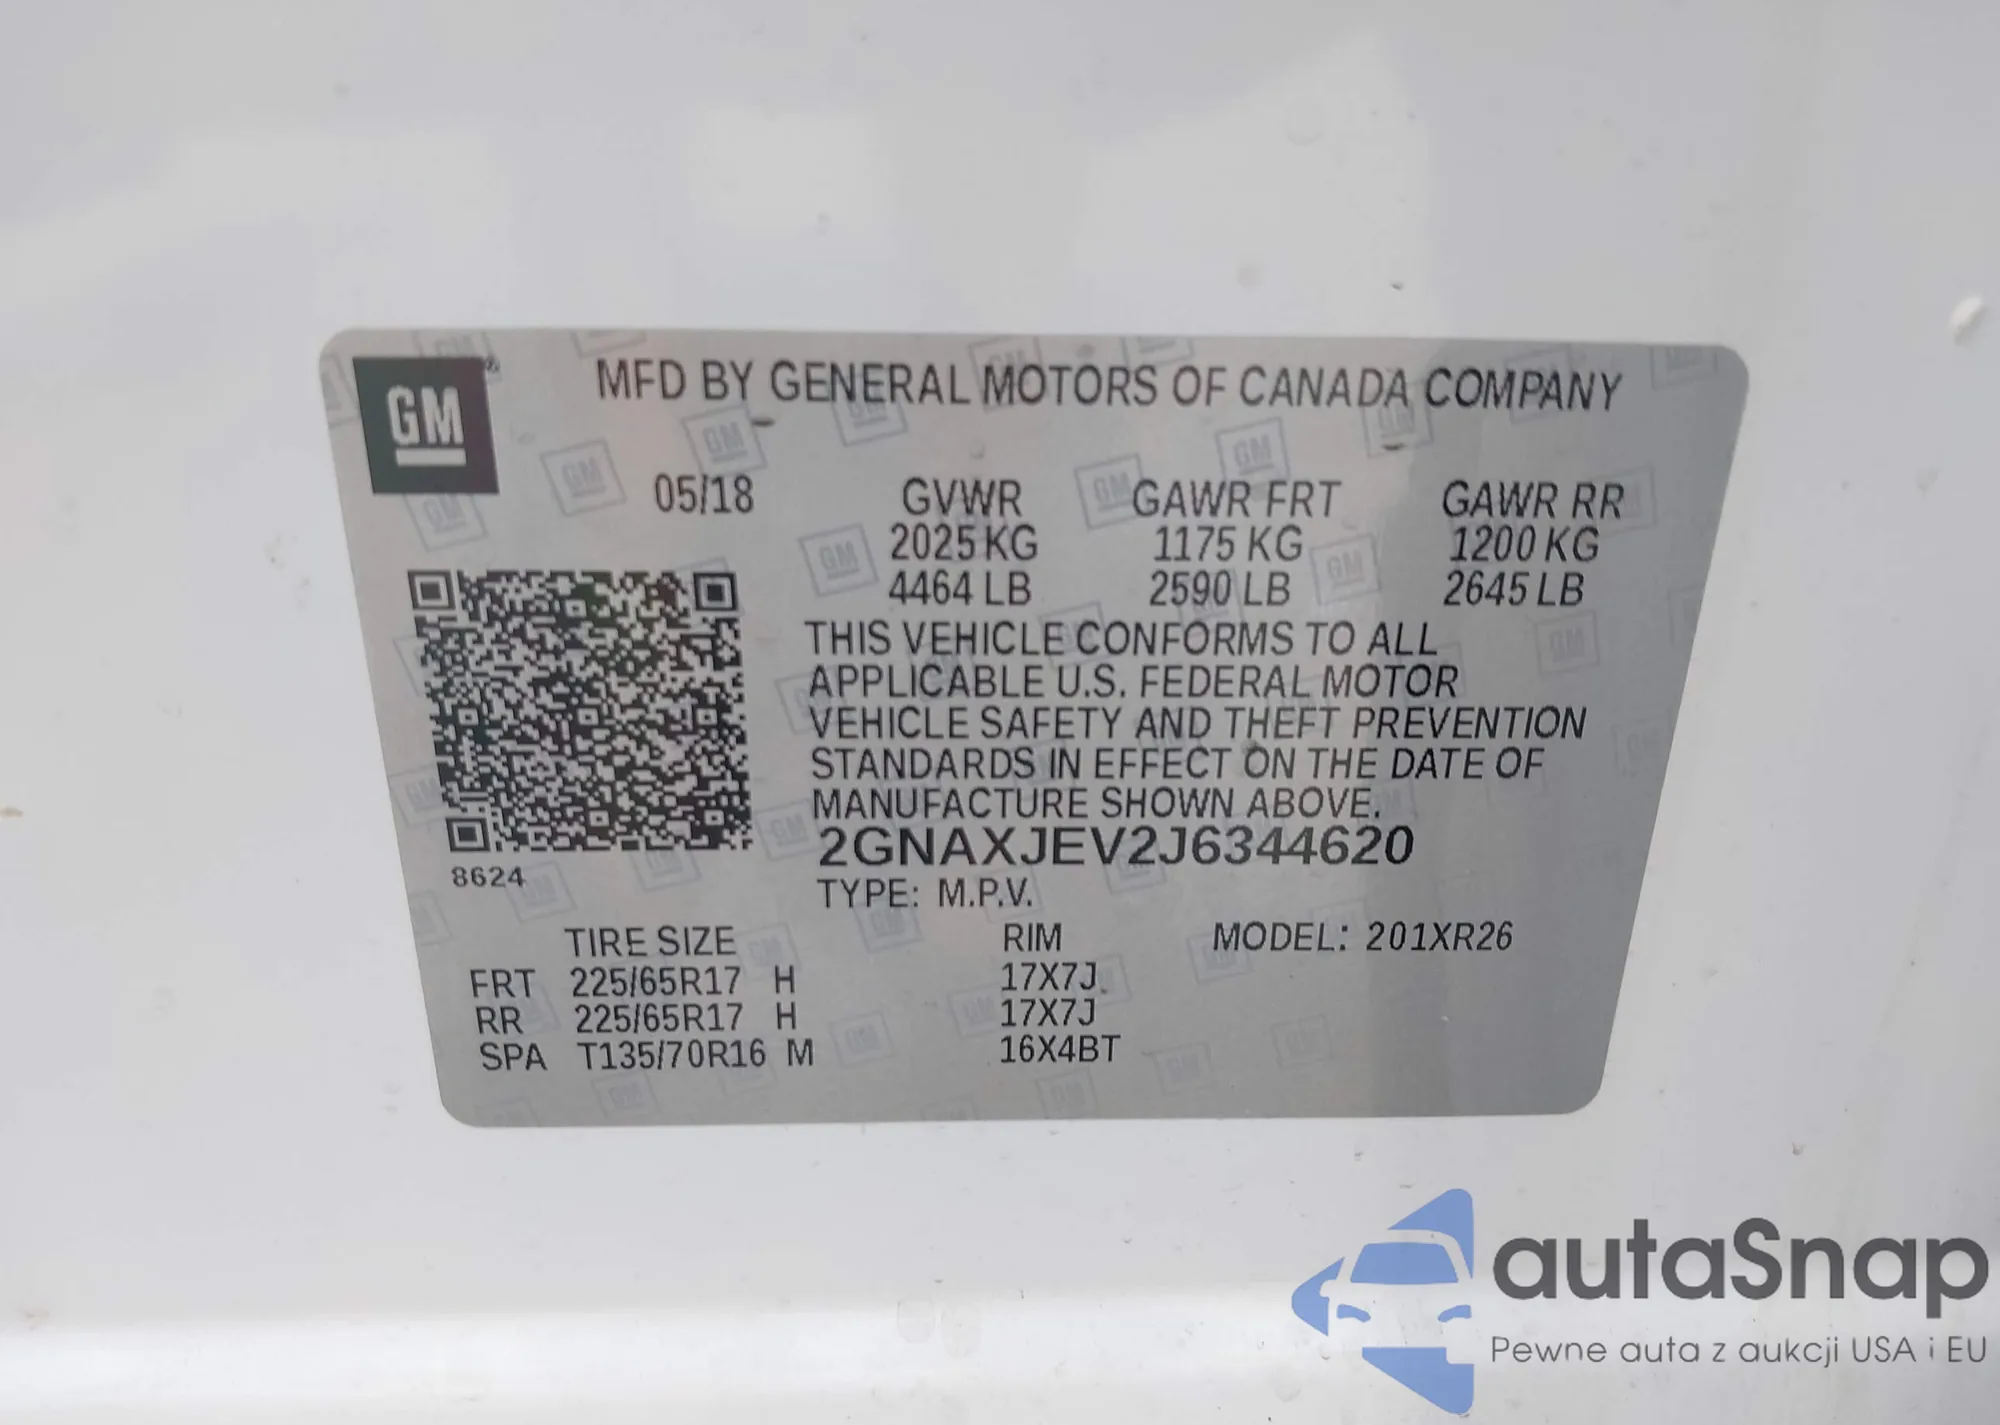 GM
MFD BY GENERAL MOTORS OF CANADA COMPANY
05/18 GVWR GAWR FRT GAWR RR
2025 KG 1175 KG 1200 KG
4464 LB 2590 LB 2645 LB
THIS VEHICLE CONFORMS TO ALL
APPLICABLE U.S. FEDERAL MOTOR
VEHICLE SAFETY AND THEFT PREVENTION
STANDARDS IN EFFECT ON THE DATE OF
MANUFACTURE SHOWN ABOVE.
2GNAXJEV2J6344620
8624
TYPE: M.P.V.
TIRE SIZE RIM MODEL: 201XR26
FRT 225/65R17 H 17X7J
RR 225/65R17 H 17X7J
SPA T135/70R16 M 16X4BT
autaSnap
Pewne auta z aukcji USA i EU